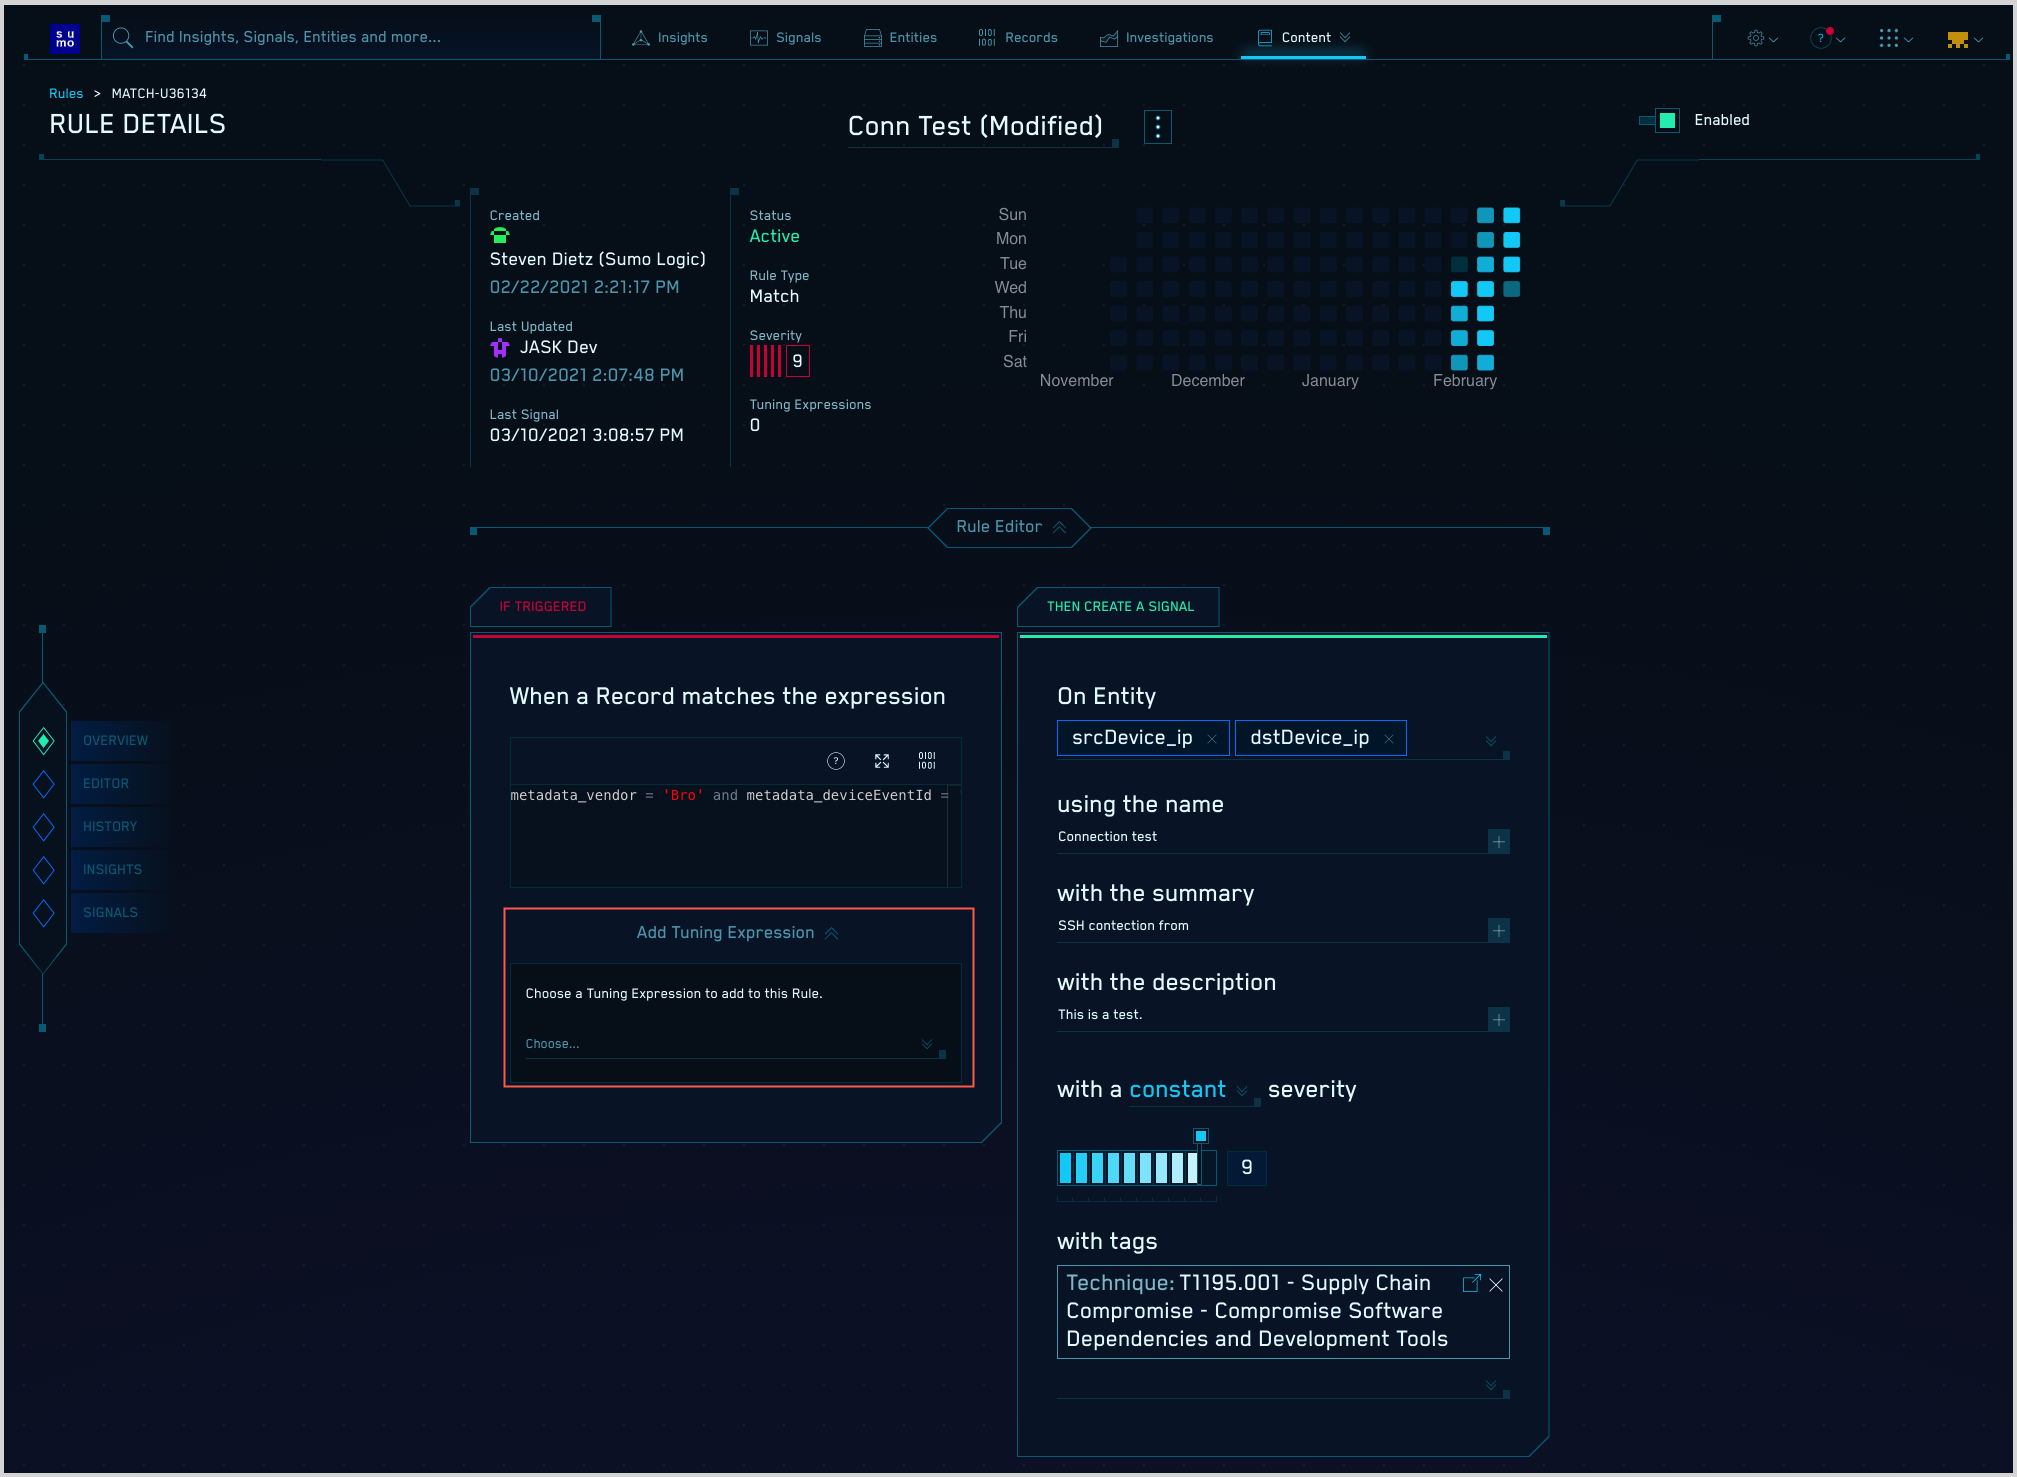 su
mo
Find Insights, Signals, Entities and more...
Insights
Signals
Entities
Records
Investigations
Content
Rules > MATCH-U36134
RULE DETAILS
Conn Test (Modified)
Enabled
Created
Steven Dietz (Sumo Logic)
02/22/2021 2:21:17 PM
Last Updated
JASK Dev
03/10/2021 2:07:48 PM
Last Signal
03/10/2021 3:08:57 PM
Status
Active
Rule Type
Match
Severity
9
Tuning Expressions
0
Sun
Mon
Tue
Wed
Thu
Fri
Sat
November December January February
Rule Editor
OVERVIEW
EDITOR
HISTORY
INSIGHTS
SIGNALS
IF TRIGGERED
When a Record matches the expression
?
0101
1001
metadata_vendor = 'Bro' and metadata_deviceEventId =
Add Tuning Expression
Choose a Tuning Expression to add to this Rule.
Choose...
THEN CREATE A SIGNAL
On Entity
srcDevice_ip × dstDevice_ip ×
using the name
Connection test
with the summary
SSH contection from
with the description
This is a test.
with a constant severity
9
with tags
Technique: T1195.001 - Supply Chain
Compromise - Compromise Software
Dependencies and Development Tools